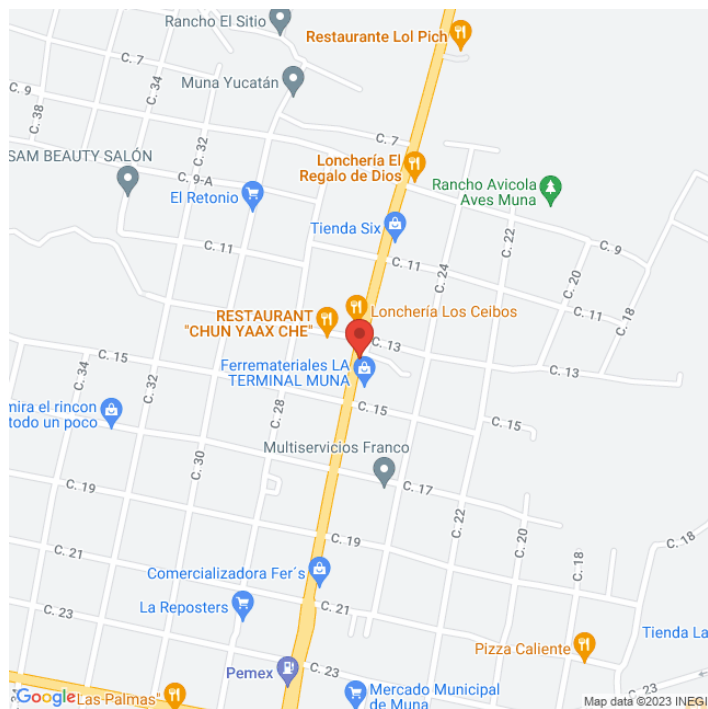 Rancho El Sitio
Restaurante Lol Pich
C. 7
Muna Yucatán
C. 9
C. 34
C. 38
C. 32
C. 7
SAM BEAUTY SALÓN
Lonchería El
Regalo de Dios
C. 9-A
Rancho Avicola
Aves Muna
El Retonio
Tienda Six
C. 22
C. 9
C. 11
C. 11
C. 24
C. 20
C. 11
C. 18
RESTAURANT
"CHUN YAAX CHE"
Lonchería Los Ceibos
C. 13
C. 15
Ferremateriales LA
TERMINAL MUNA
C. 13
C. 34
C. 32
C. 28
C. 15
mira el rincon
todo un poco
C. 15
C. 30
Multiservicios Franco
C. 19
C. 17
C. 22
C. 20
C. 19
C. 18
C. 18
C. 21
Comercializadora Fer´s
La Reposters
C. 21
C. 23
Tienda La
Pizza Caliente
Pemex
C. 23
C. 23
Google
Las Palmas"
Mercado Municipal
de Muna
Map data ©2023 INEGI